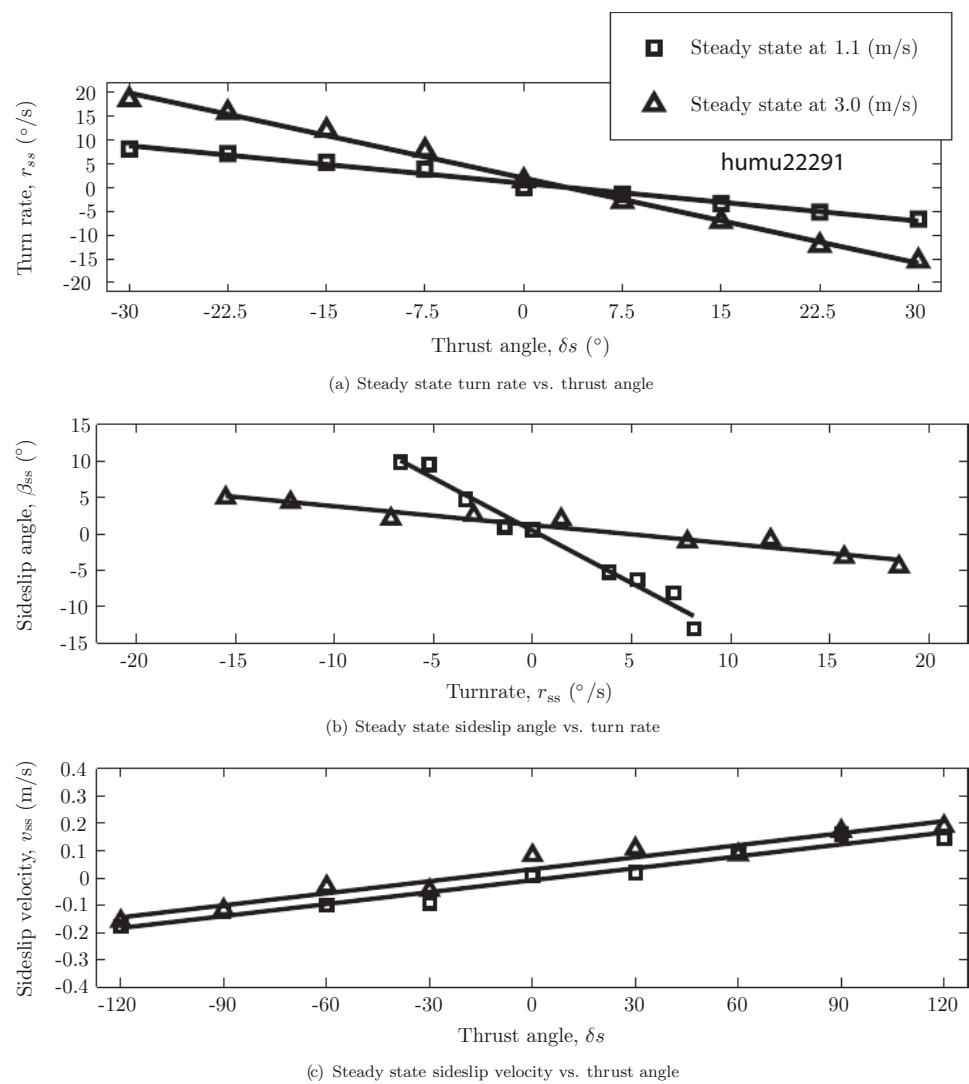 Steady state at 1.1 (m/s)
Steady state at 3.0 (m/s)
humu22291
Turn rate, r_ss (°/s)
20
15
10
5
0
-5
-10
-15
-20
-30 -22.5 -15 -7.5 0 7.5 15 22.5 30
Thrust angle, δs (°)
(a) Steady state turn rate vs. thrust angle
Sideslip angle, β_ss (°)
15
10
5
0
-5
-10
-15
-20 -15 -10 -5 0 5 10 15 20
Turnrate, r_ss (°/s)
(b) Steady state sideslip angle vs. turn rate
Sideslip velocity, v_ss (m/s)
0.4
0.3
0.2
0.1
0
-0.1
-0.2
-0.3
-0.4
-120 -90 -60 -30 0 30 60 90 120
Thrust angle, δs
(c) Steady state sideslip velocity vs. thrust angle